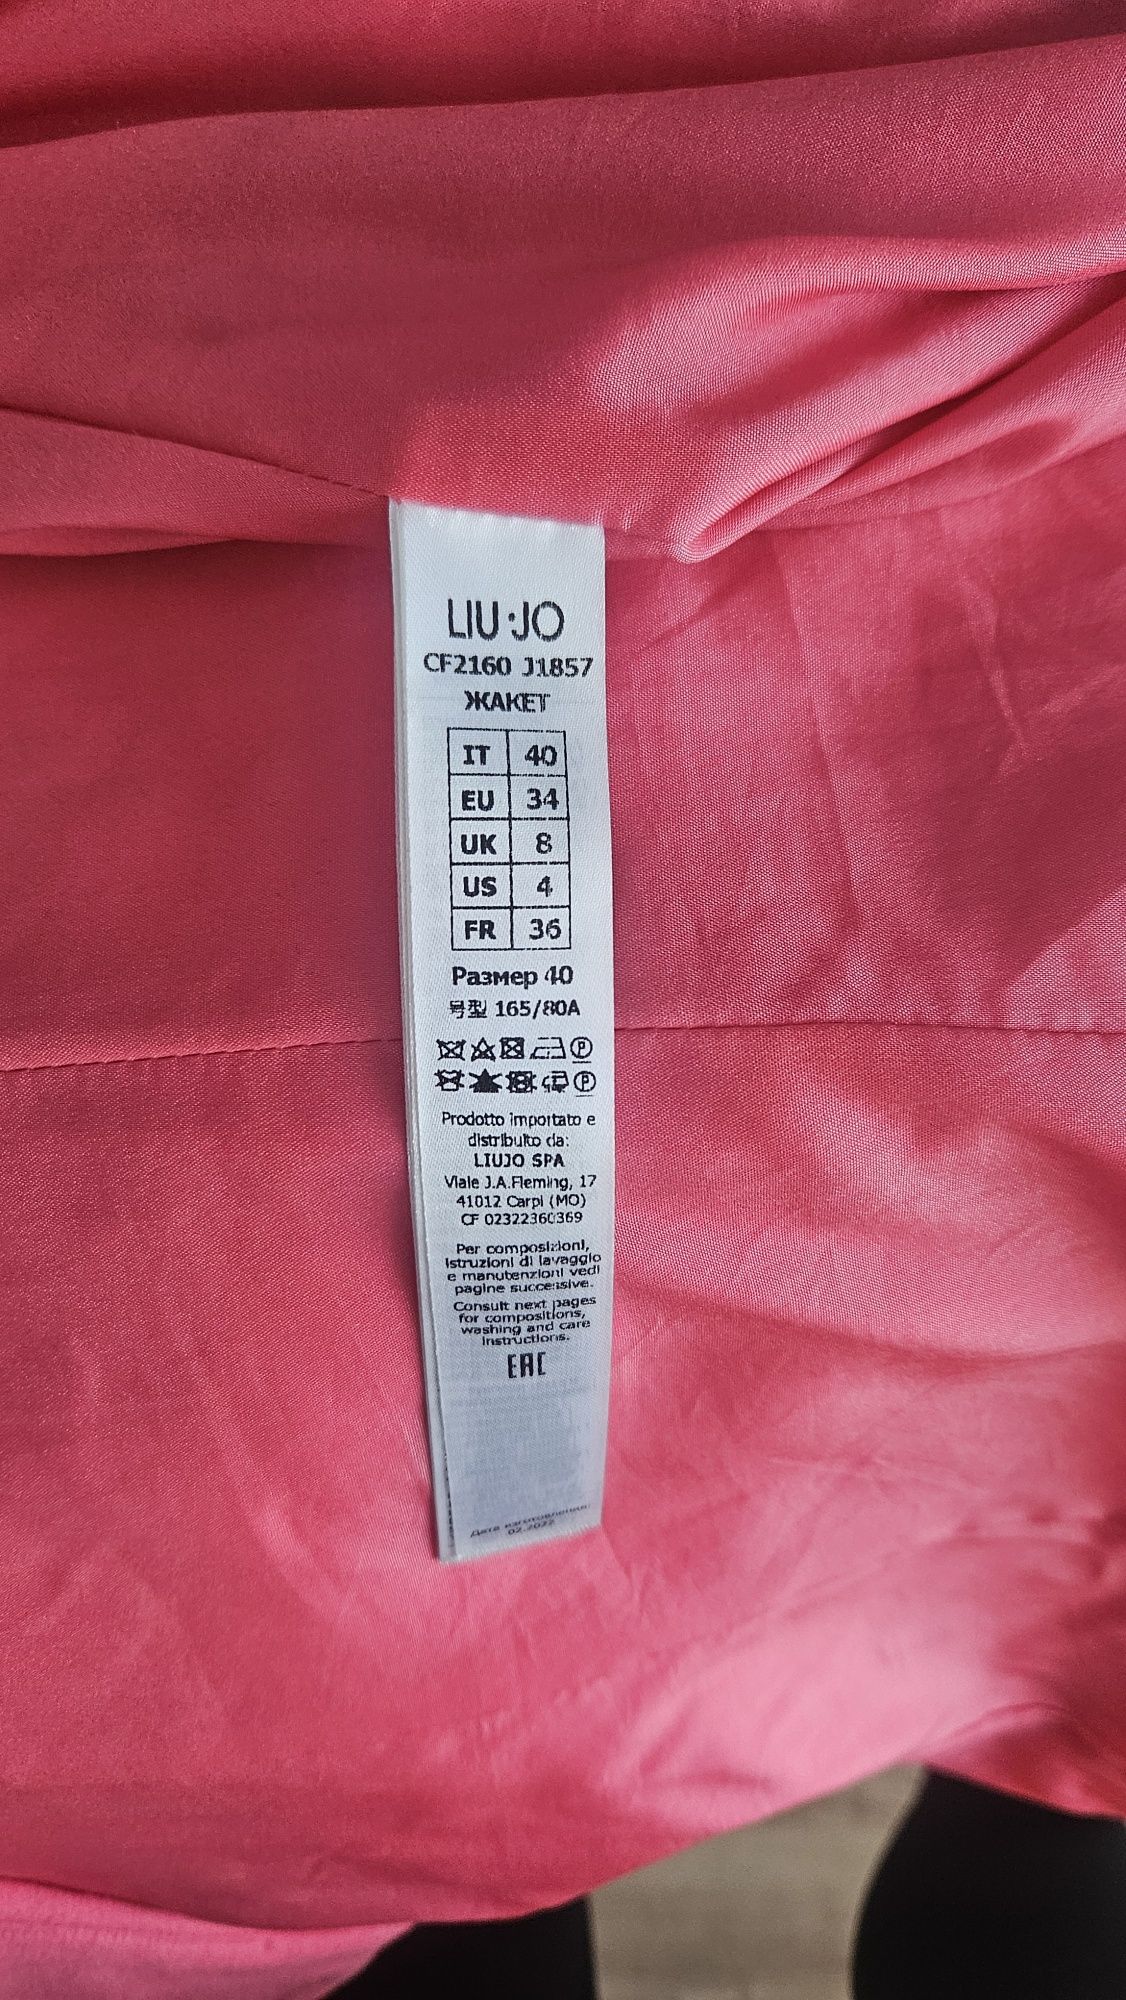 LIU·JO
CF2160 J1857
ЖАКЕТ
IT 40
EU 34
UK 8
US 4
FR 36
Размер 40
号型 165/80A
Prodotto importato e
distribuito da:
LIUJO SPA
Viale J.A.Fleming, 17
41012 Carpi (MO)
CF 02322360369
Per composizioni,
istruzioni di lavaggio
e manutenzioni vedi
pagine successive.
Consult next pages
for compositions,
washing and care
instructions.
EAC
Дата изготовления:
02.2022